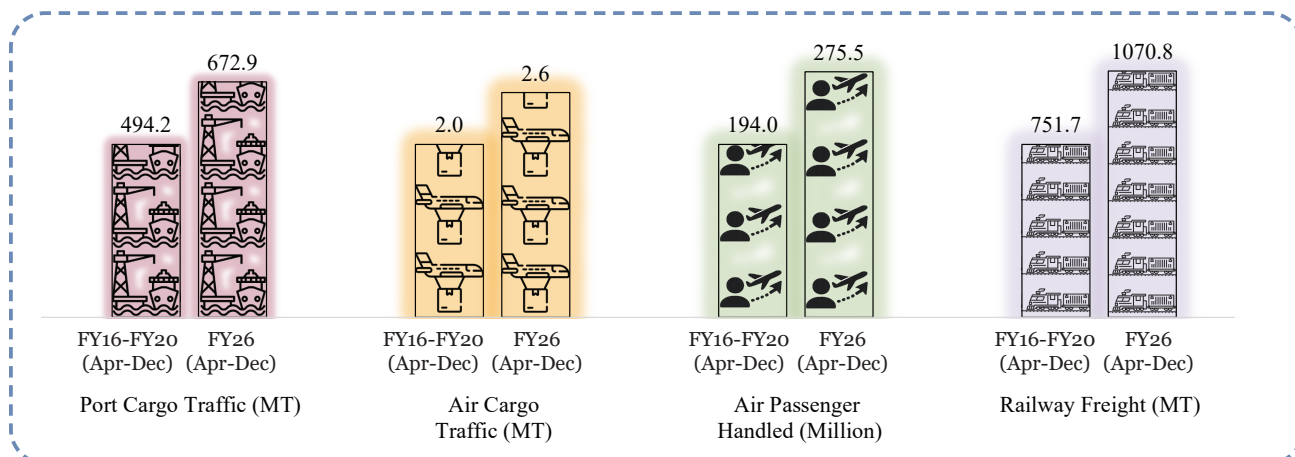 494.2
672.9
FY16-FY20
(Apr-Dec)
FY26
(Apr-Dec)
Port Cargo Traffic (MT)
2.0
2.6
FY16-FY20
(Apr-Dec)
FY26
(Apr-Dec)
Air Cargo
Traffic (MT)
194.0
275.5
FY16-FY20
(Apr-Dec)
FY26
(Apr-Dec)
Air Passenger
Handled (Million)
751.7
1070.8
FY16-FY20
(Apr-Dec)
FY26
(Apr-Dec)
Railway Freight (MT)